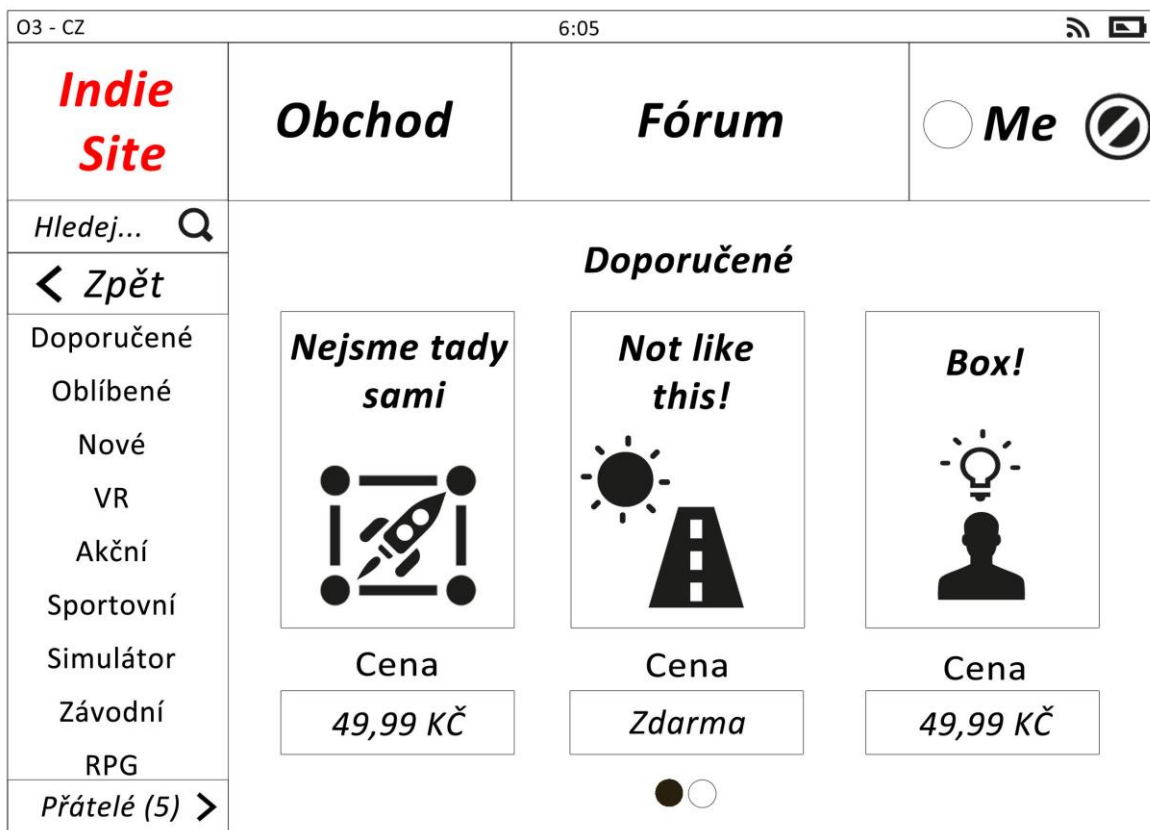 O3 - CZ
6:05
Indie
Site
Obchod
Fórum
Me
Hledej...
Zpět
Doporučené
Oblíbené
Nové
VR
Akční
Sportovní
Simulátor
Závodní
RPG
Přátelé (5)
Doporučené
Nejsme tady
sami
Cena
49,99 KČ
Not like
this!
Cena
Zdarma
Box!
Cena
49,99 KČ